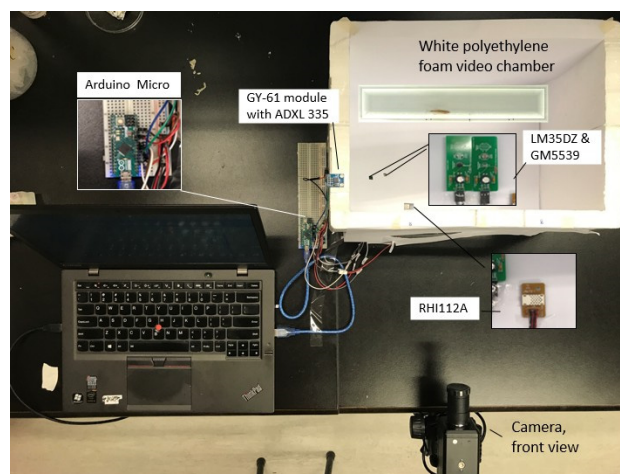 White polyethylene
foam video chamber
Arduino Micro
GY-61 module
with ADXL 335
LM35DZ &
GM5539
RHI112A
ThinkPad
Camera,
front view